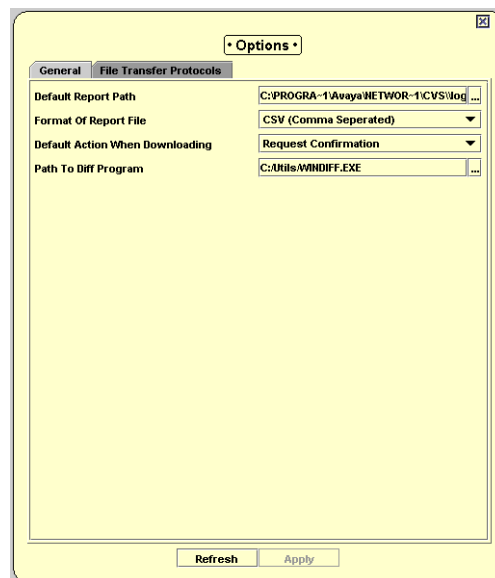 • Options •
General File Transfer Protocols
Default Report Path C:\PROGRA~1\Avaya\NETWOR~1\CVS\\log ...
Format Of Report File CSV (Comma Seperated)
Default Action When Downloading Request Confirmation
Path To Diff Program C:/Utils/WINDIFF.EXE ...
Refresh Apply